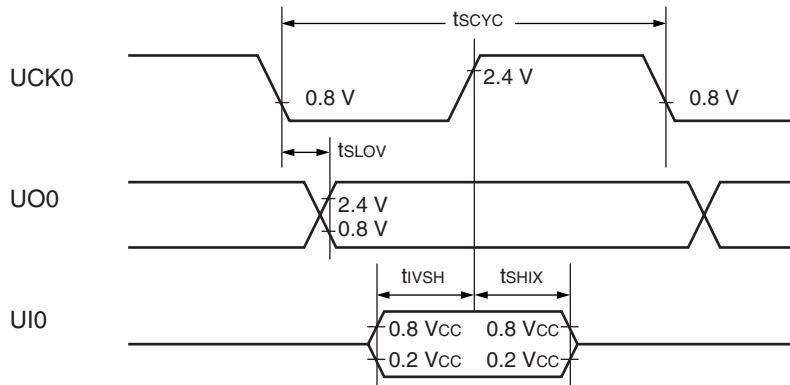 tSCYC
UCK0
0.8 V
2.4 V
0.8 V
tSLOV
UO0
2.4 V
0.8 V
tIVSH tSHIX
UI0
0.8 VCC 0.8 VCC
0.2 VCC 0.2 VCC